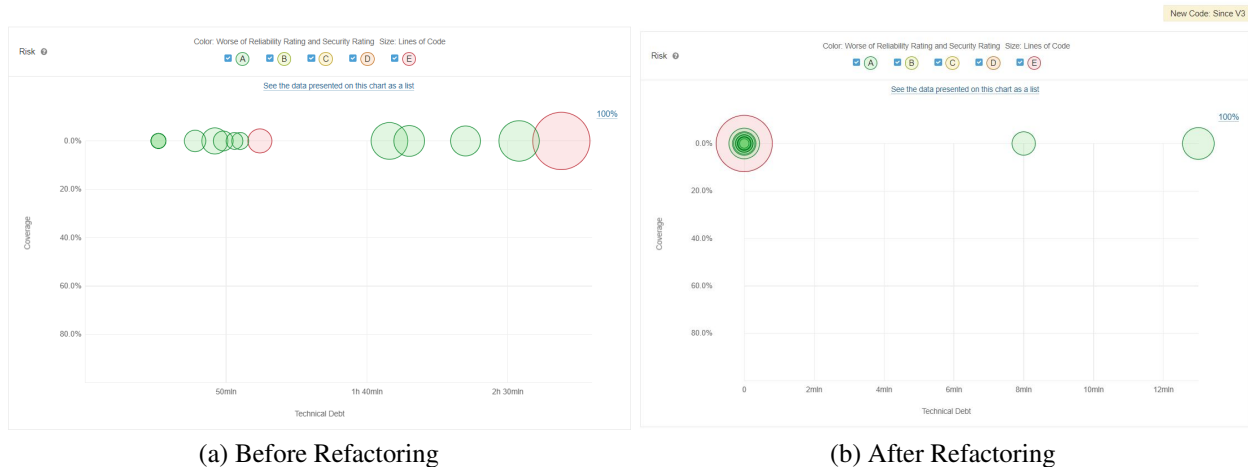 New Code: Since V3
Risk
Color: Worse of Reliability Rating and Security Rating Size: Lines of Code
A B C D E
See the data presented on this chart as a list
100%
0.0%
20.0%
40.0%
60.0%
80.0%
Coverage
50min 1h 40min 2h 30min
Technical Debt
(a) Before Refactoring
Risk
Color: Worse of Reliability Rating and Security Rating Size: Lines of Code
A B C D E
See the data presented on this chart as a list
100%
0.0%
20.0%
40.0%
60.0%
80.0%
Coverage
0 2min 4min 6min 8min 10min 12min
Technical Debt
(b) After Refactoring